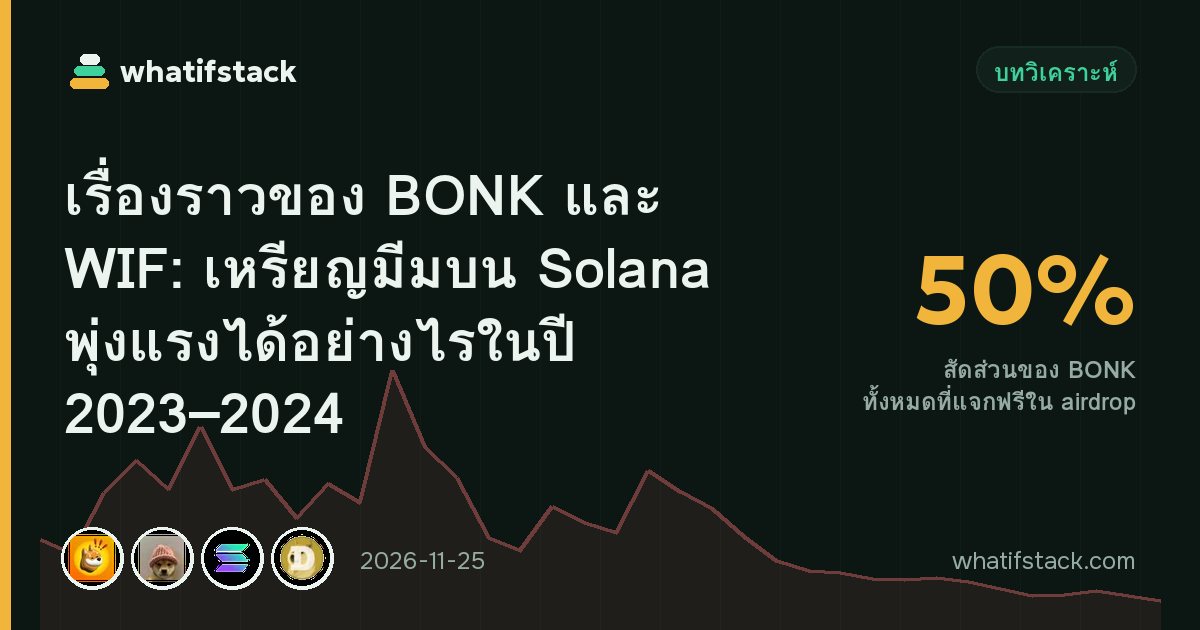 whatifstack
บทวิเคราะห์
เรื่องราวของ BONK และ
WIF: เหรียญมีมบน Solana
พุ่งแรงได้อย่างไรในปี
2023–2024
50%
สัดส่วนของ BONK
ทั้งหมดที่แจกฟรีใน airdrop
2026-11-25
whatifstack.com